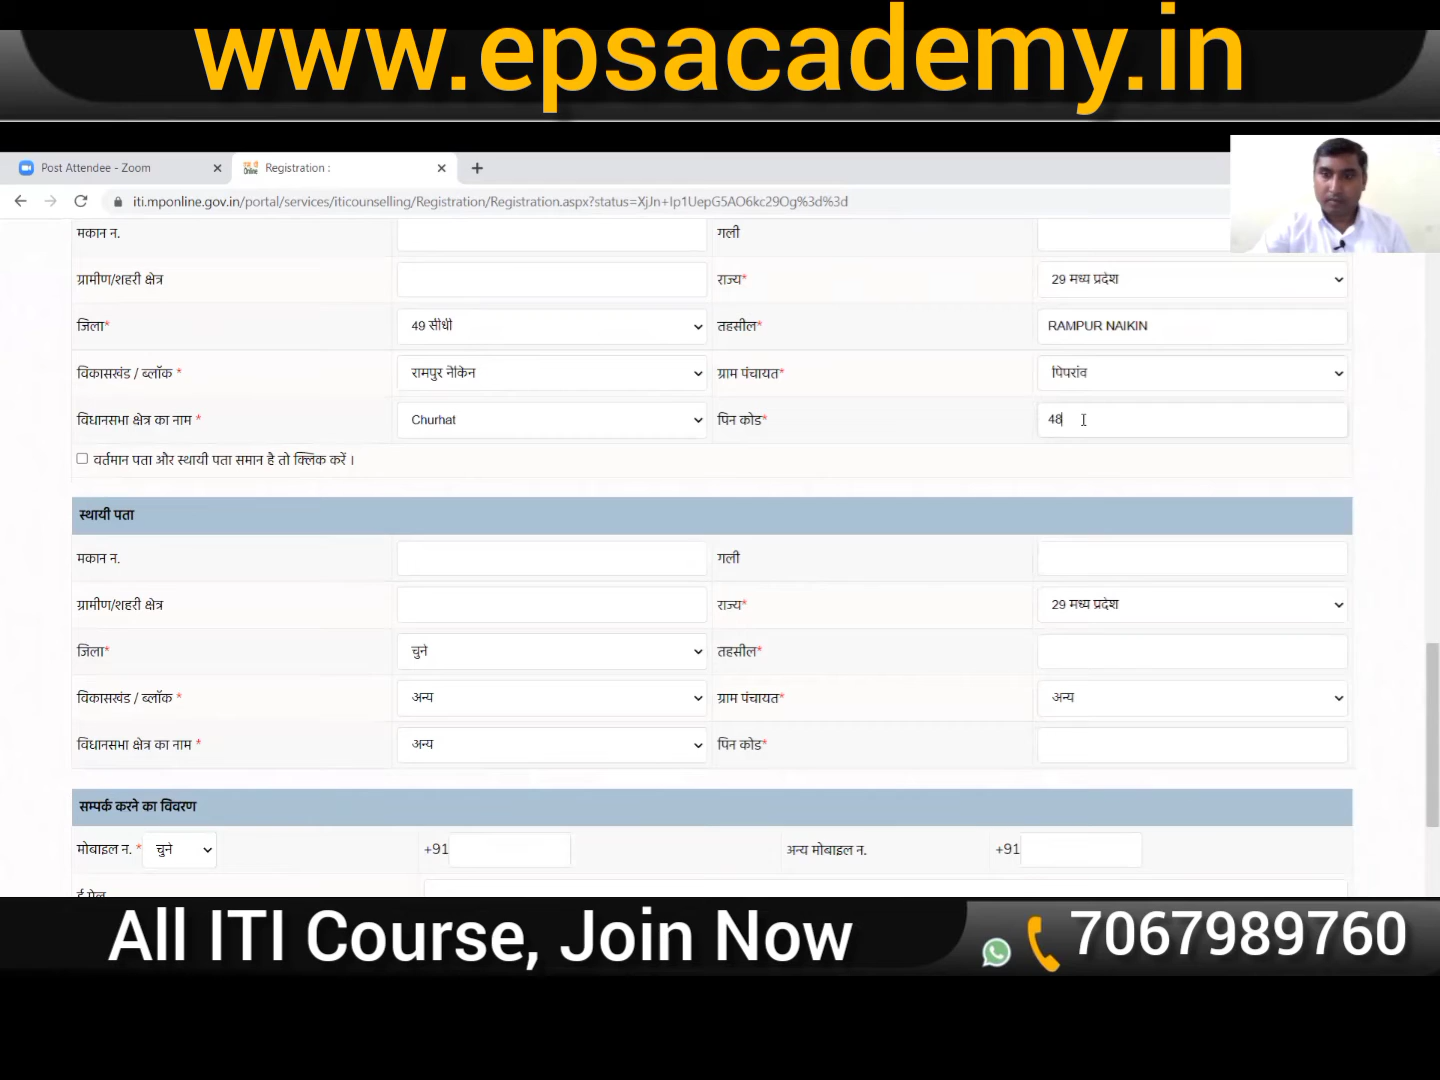 www.epsacademy.in
Post Attendee - Zoom
Registration :
iti.mponline.gov.in/portal/services/iticounselling/Registration/Registration.aspx?status=XjJn+Ip1UepG5AO6kc29Og%3d%3d
मकान न. गली
ग्रामीण/शहरी क्षेत्र राज्य* 29 मध्य प्रदेश
जिला* 49 सीधी तहसील* RAMPUR NAIKIN
विकासखंड / ब्लॉक * रामपुर नैकिन ग्राम पंचायत* पिपरांव
विधानसभा क्षेत्र का नाम * Churhat पिन कोड* 48
वर्तमान पता और स्थायी पता समान है तो क्लिक करें ।
स्थायी पता
मकान न. गली
ग्रामीण/शहरी क्षेत्र राज्य* 29 मध्य प्रदेश
जिला* चुने तहसील*
विकासखंड / ब्लॉक * अन्य ग्राम पंचायत* अन्य
विधानसभा क्षेत्र का नाम * अन्य पिन कोड*
सम्पर्क करने का विवरण
मोबाइल न. * चुने +91 अन्य मोबाइल न. +91
ई मेल
All ITI Course, Join Now 7067989760